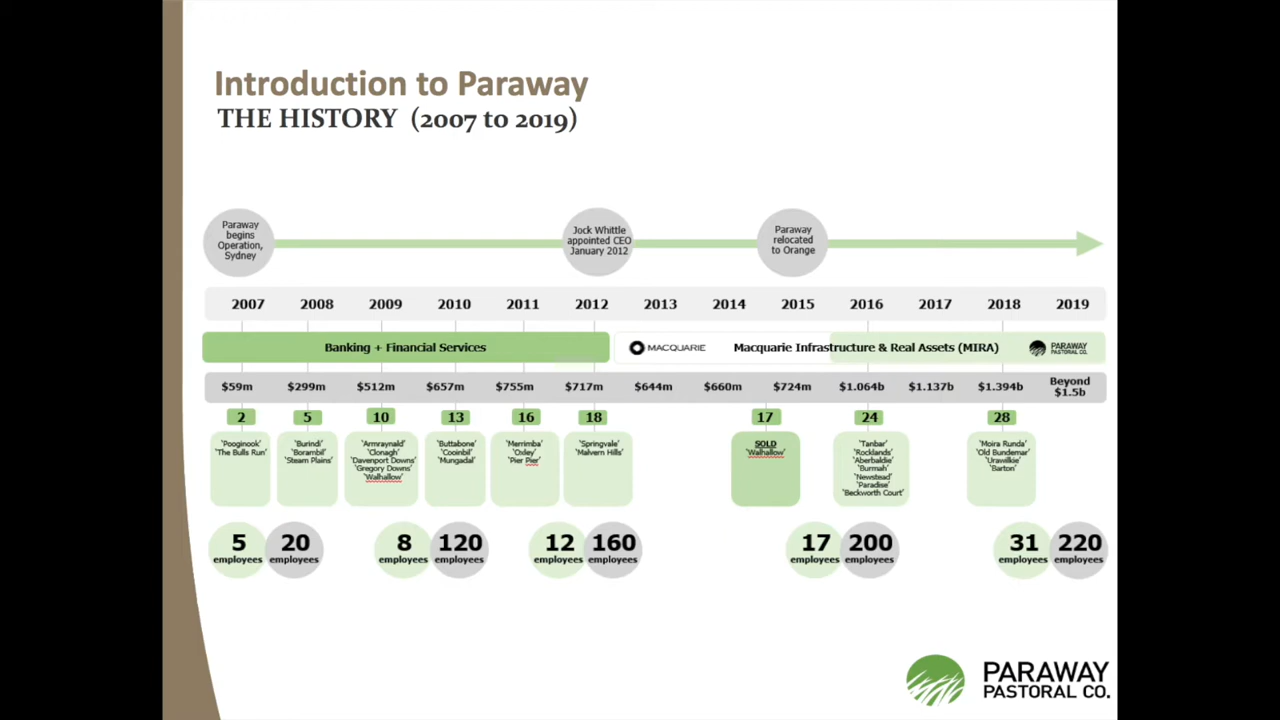 Introduction to Paraway
THE HISTORY (2007 to 2019)
Paraway
begins
Operation,
Sydney
Jock Whittle
appointed CEO
January 2012
Paraway
relocated
to Orange
2007 2008 2009 2010 2011 2012 2013 2014 2015 2016 2017 2018 2019
Banking + Financial Services
MACQUARIE
Macquarie Infrastructure & Real Assets (MIRA)
PARAWAY
PASTORAL CO.
$59m $299m $512m $657m $755m $717m $644m $660m $724m $1.064b $1.137b $1.394b Beyond
$1.5b
2 5 10 13 16 18 17 24 28
'Pooginook'
'The Bulls Run'
'Burindi'
'Borambil'
'Steam Plains'
'Armraynald'
'Clonagh'
'Davenport Downs'
'Gregory Downs'
'Walhallow'
'Buttabone'
'Cooinbil'
'Mungadal'
'Merrimba'
'Oxley'
'Pier Pier'
'Springvale'
'Malvern Hills'
SOLD
'Walhallow'
'Tanbar'
'Rocklands'
'Aberbaldie'
'Burmah'
'Newstead'
'Paradise'
'Beckworth Court'
'Moira Runda'
'Old Bundemar'
'Urawilkie'
'Barton'
5
employees
20
employees
8
employees
120
employees
12
employees
160
employees
17
employees
200
employees
31
employees
220
employees
PARAWAY
PASTORAL CO.